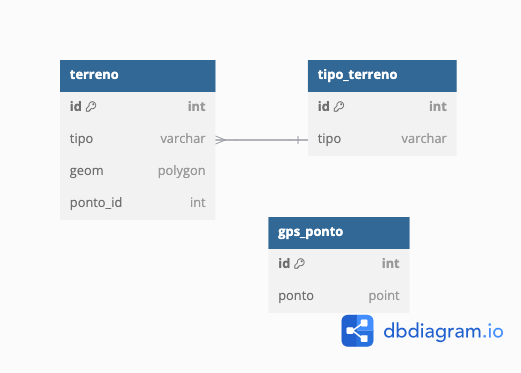 terreno
id int
tipo varchar
geom polygon
ponto_id int
tipo_terreno
id int
tipo varchar
gps_ponto
id int
ponto point
dbdiagram.io